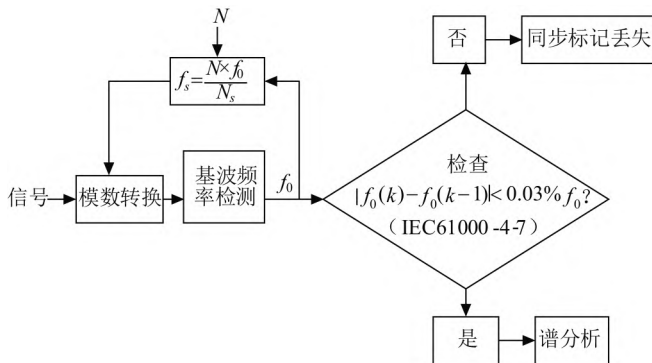 N
f_s = N×f_0 / N_s
信号
模数转换
基波频
率检测
f_0
否
同步标记丢失
检查
|f_0(k)-f_0(k-1)|<0.03%f_0?
(IEC61000-4-7)
是
谱分析